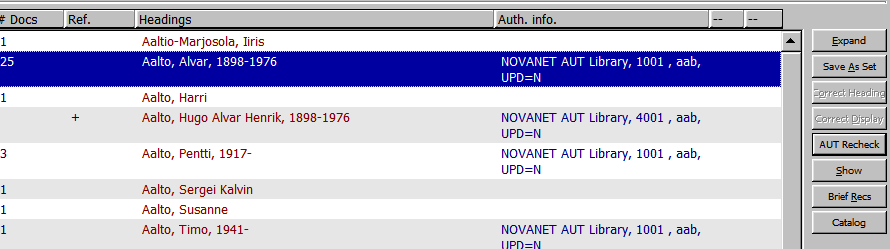 # Docs Ref. Headings Auth. info. -- --
1 Aaltio-Marjosola, Iiris
25 Aalto, Alvar, 1898-1976 NOVANET AUT Library, 1001 , aab,
UPD=N
1 Aalto, Harri
+ Aalto, Hugo Alvar Henrik, 1898-1976 NOVANET AUT Library, 4001 , aab,
UPD=N
3 Aalto, Pentti, 1917- NOVANET AUT Library, 1001 , aab,
UPD=N
1 Aalto, Sergei Kalvin
1 Aalto, Susanne
1 Aalto, Timo, 1941- NOVANET AUT Library, 1001 , aab,
UPD=N
Expand
Save As Set
Correct Heading
Correct Display
AUT Recheck
Show
Brief Recs
Catalog